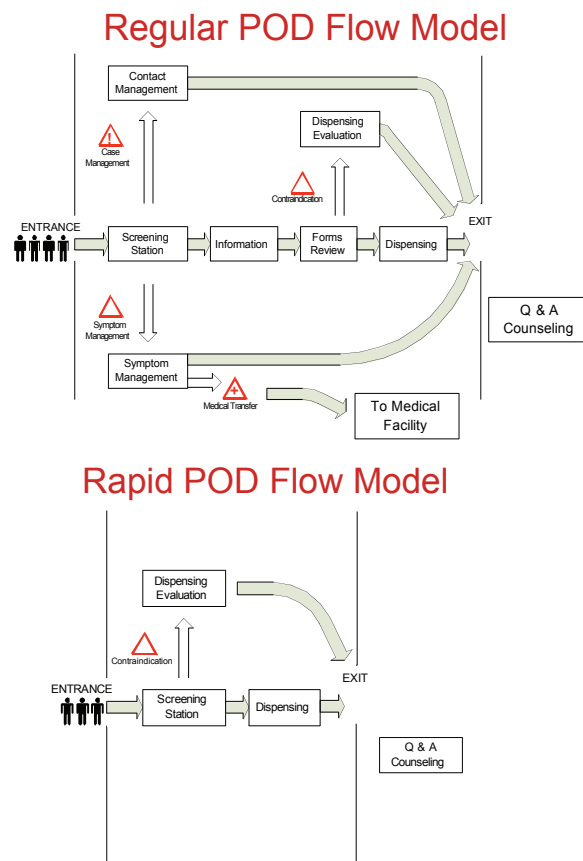 Regular POD Flow Model
Contact
Management
Dispensing
Evaluation
!
Case
Management
Contraindication
ENTRANCE
EXIT
Screening
Station
Information
Forms
Review
Dispensing
Symptom
Management
Q & A
Counseling
Symptom
Management
+
Medical Transfer
To Medical
Facility
Rapid POD Flow Model
Dispensing
Evaluation
Contraindication
EXIT
ENTRANCE
Screening
Station
Dispensing
Q & A
Counseling